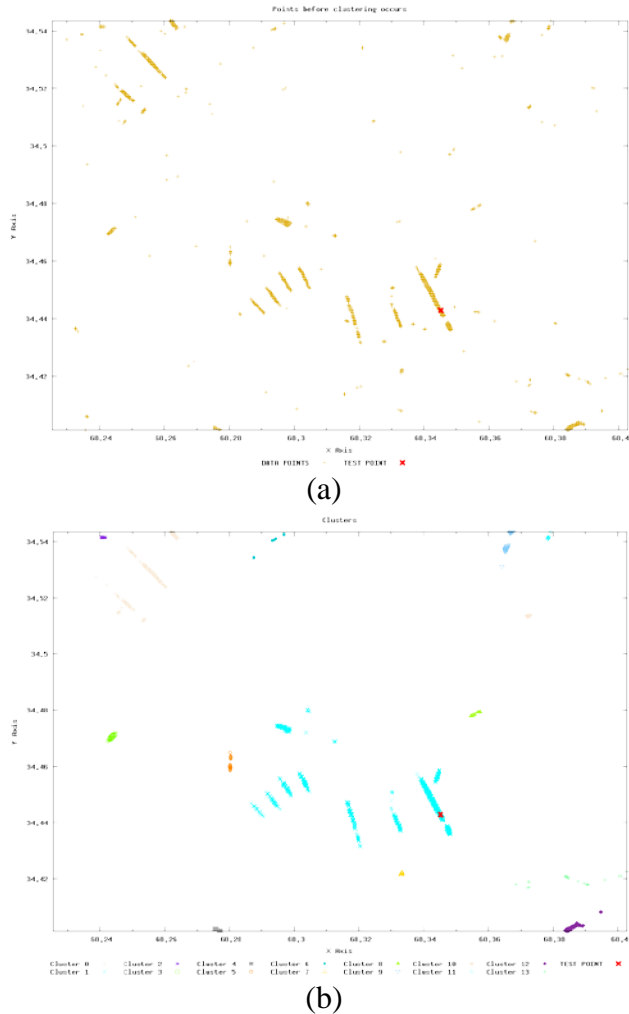 Points before clustering occurs
34,54
34,52
34,5
34,48
34,46
34,44
34,42
Y Axis
68,24 68,26 68,28 68,3 68,32 68,34 68,36 68,38 68,4
X Axis
DATA POINTS TEST POINT
(a)
Clusters
34,54
34,52
34,5
34,48
34,46
34,44
34,42
Y Axis
68,24 68,26 68,28 68,3 68,32 68,34 68,36 68,38 68,4
X Axis
Cluster 0 Cluster 2 Cluster 4 Cluster 6 Cluster 8 Cluster 10 Cluster 12 TEST POINT
Cluster 1 Cluster 3 Cluster 5 Cluster 7 Cluster 9 Cluster 11 Cluster 13
(b)